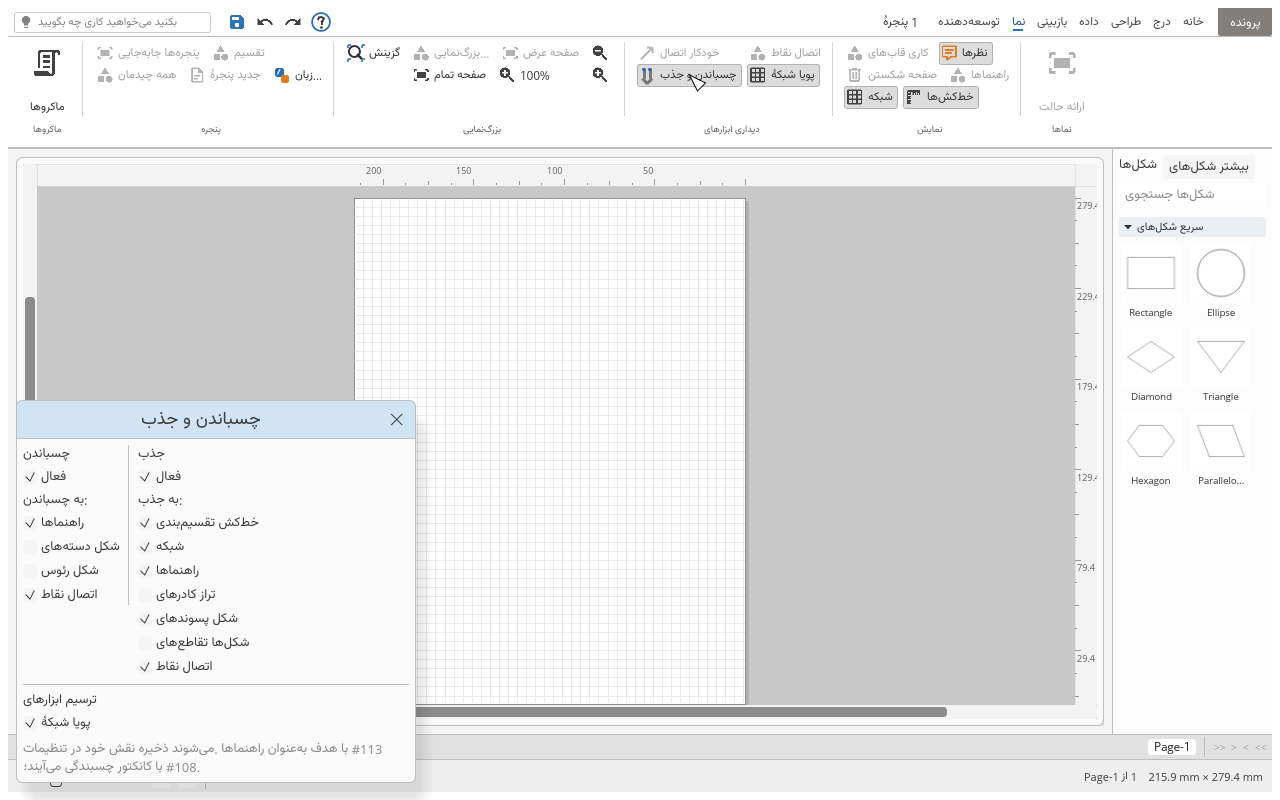 پرونده
خانه
درج
طراحی
داده
بازبینی
نما
توسعه‌دهنده
پنجرهٔ 1
بکنید می‌خواهید کاری چه بگویید
ارائه حالت
نماها
کاری قاب‌های
نظرها
صفحه شکستن
راهنماها
شبکه
خط‌کش‌ها
نمایش
خودکار اتصال
اتصال نقاط
چسباندن و جذب
پویا شبکهٔ
دیداری ابزارهای
گزینش
بزرگ‌نمایی...
صفحه عرض
صفحه تمام
100%
بزرگ‌نمایی
پنجره‌ها جابه‌جایی
تقسیم
همه چیدمان
جدید پنجرهٔ
زبان...
پنجره
ماکروها
ماکروها
شکل‌ها
بیشتر شکل‌های
شکل‌ها جستجوی
سریع شکل‌های
Rectangle
Ellipse
Diamond
Triangle
Hexagon
Parallelo...
200
150
100
50
279.4
229.4
179.4
129.4
79.4
29.4
چسباندن و جذب
چسباندن
فعال
به چسباندن:
راهنماها
شکل دسته‌های
شکل رئوس
اتصال نقاط
جذب
فعال
به جذب:
خط‌کش تقسیم‌بندی
شبکه
راهنماها
تراز کادرهای
شکل پسوندهای
شکل‌ها تقاطع‌های
اتصال نقاط
ترسیم ابزارهای
پویا شبکهٔ
#113 با هدف به‌عنوان راهنماها .می‌شوند ذخیره نقش خود در تنظیمات
#108. با کانکتور چسبندگی می‌آیند؛
Page-1
>> > < <<
Page-1 1 از 1
215.9 mm × 279.4 mm